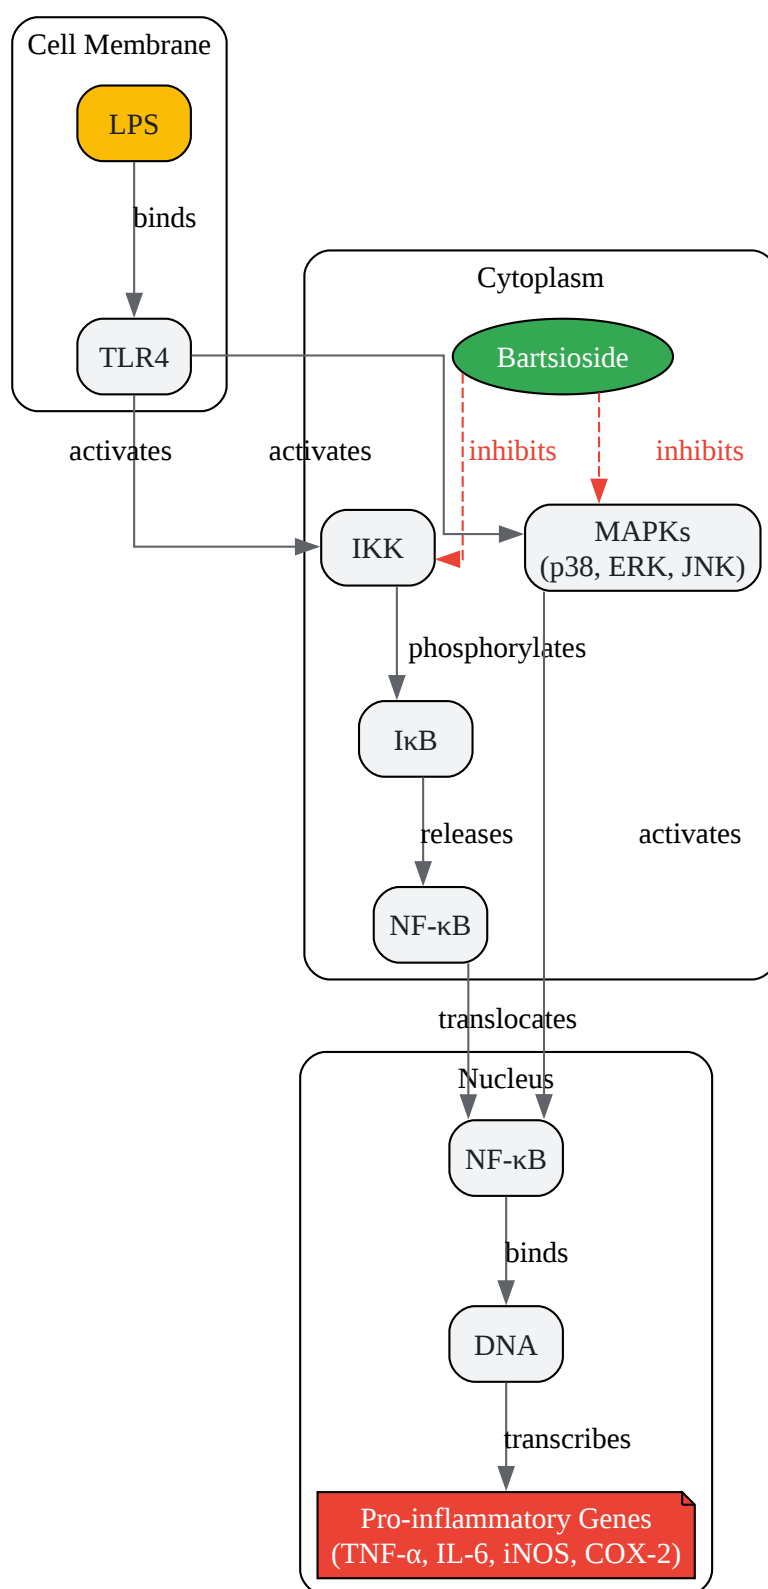 Cell Membrane
LPS
binds
Cytoplasm
TLR4
Bartsioside
activates
activates
inhibits
inhibits
IKK
MAPKs
(p38, ERK, JNK)
phosphorylates
IκB
releases
activates
NF-κB
translocates
Nucleus
NF-κB
binds
DNA
transcribes
Pro-inflammatory Genes
(TNF-α, IL-6, iNOS, COX-2)